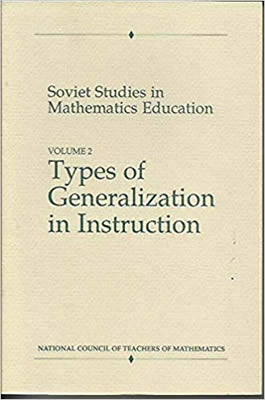 Soviet Studies in
Mathematics Education
VOLUME 2
Types of
Generalization
in Instruction
NATIONAL COUNCIL OF TEACHERS OF MATHEMATICS